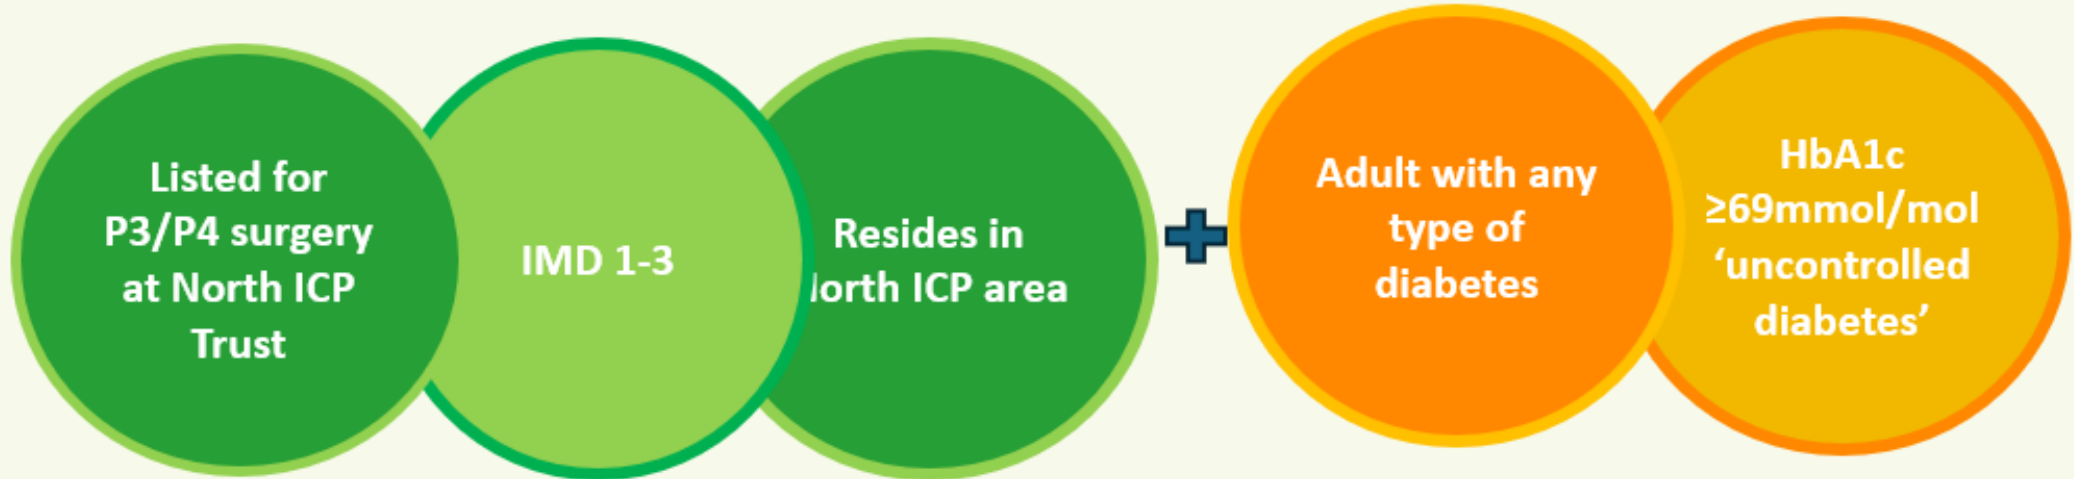 Listed for
P3/P4 surgery
at North ICP
Trust
IMD 1-3
Resides in
orth ICP area
Adult with any
type of
diabetes
HbA1c
≥69mmol/mol
‘uncontrolled
diabetes’